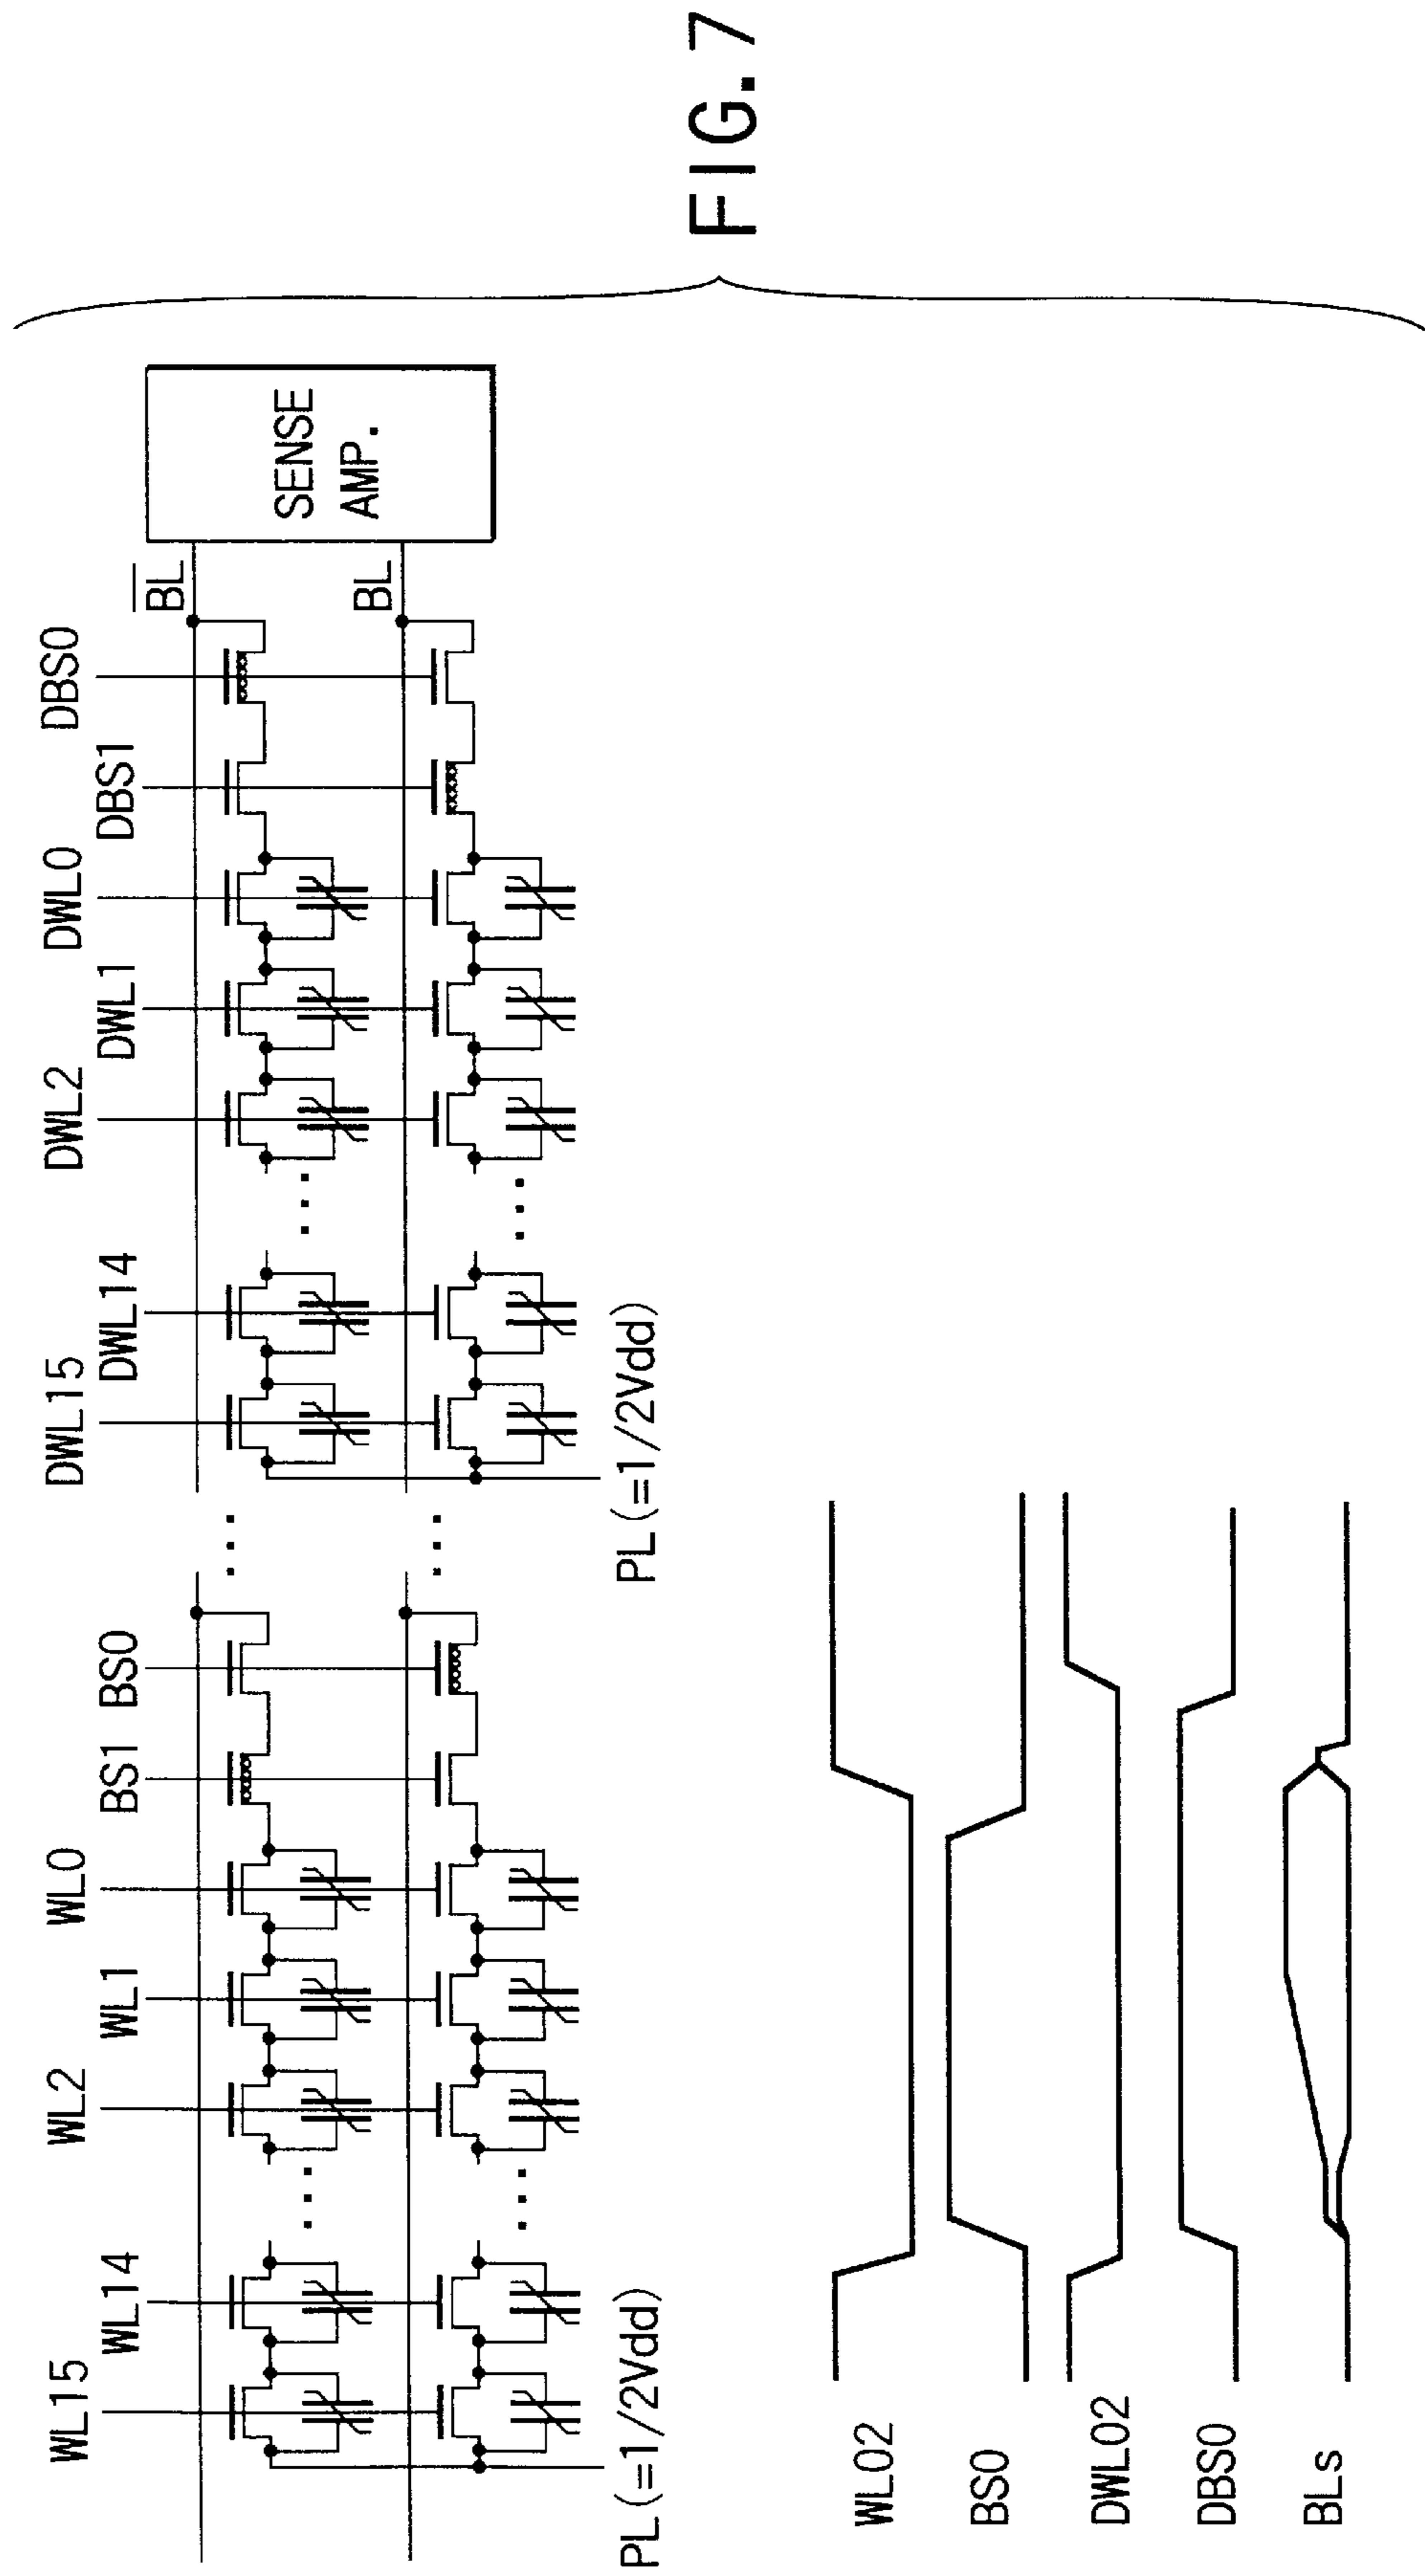 FIG. 7
WL15
WL14
WL2
WL1
WL0
BS1
BS0
DWL15
DWL14
DWL2
DWL1
DWL0
DBS1
DBS0
B̅L̅
BL
SENSE
AMP.
PL(=1/2Vdd)
PL(=1/2Vdd)
WL02
BS0
DWL02
DBS0
BLs